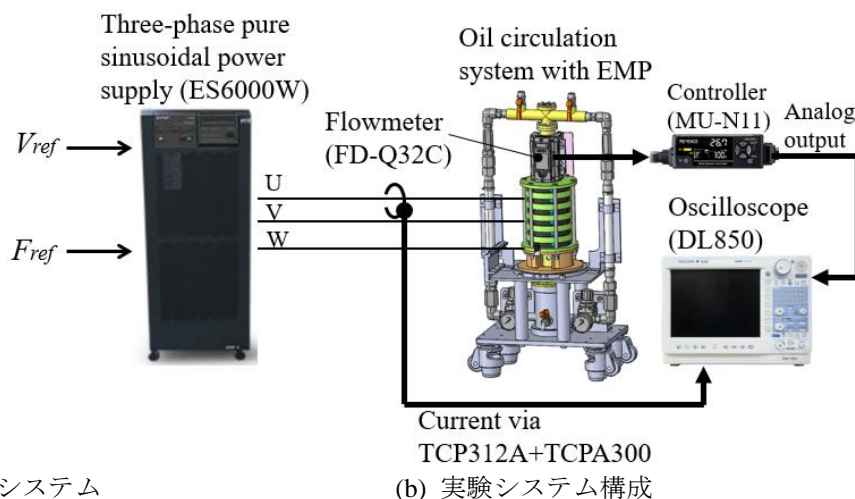 Three-phase pure
sinusoidal power
supply (ES6000W)
Vref
Fref
U
V
W
Oil circulation
system with EMP
Flowmeter
(FD-Q32C)
Controller
(MU-N11)
Analog
output
Oscilloscope
(DL850)
Current via
TCP312A+TCPA300
システム
(b) 実験システム構成